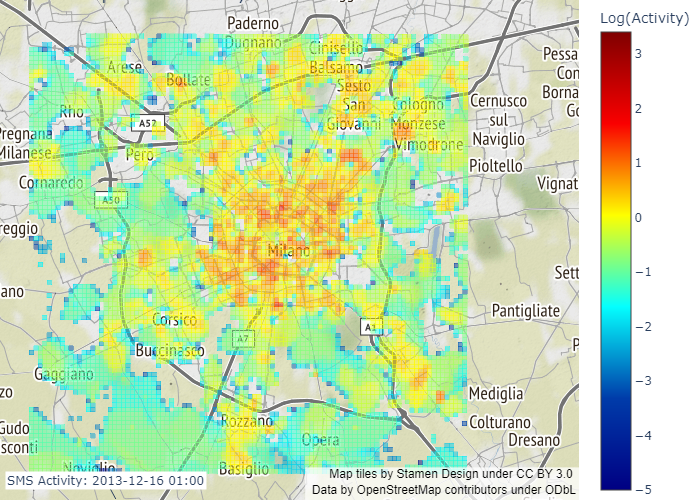 Log(Activity)
3
2
1
0
−1
−2
−3
−4
−5
Paderno
Dugnano
Cinisello
Balsamo
Arese
Bollate
Sesto
San
Giovanni
Cologno
Monzese
Vimodrone
Cernusco
sul
Naviglio
Pessa
Con
Borna
Go
Rho
A52
Pero
Pregnana
Milanese
Cornaredo
A50
Pioltello
Vignat
reggio
Milano
Sett
ano
Pantigliate
Corsico
A1
A7
Buccinasco
P
Gaggiano
zo
Mediglia
Rozzano
Colturano
Gudo
sconti
Opera
Dresano
Noviglio
Basiglio
SMS Activity: 2013-12-16 01:00
Map tiles by Stamen Design under CC BY 3.0
Data by OpenStreetMap contributors under ODbL